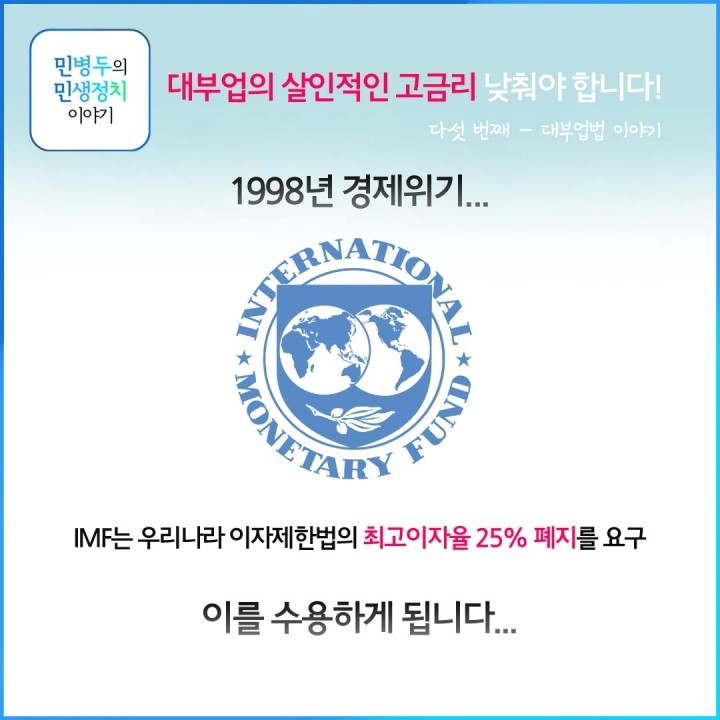 민병두의
민생정치
이야기
대부업의 살인적인 고금리 낮춰야 합니다!
다섯 번째 - 대부업법 이야기
1998년 경제위기...
INTERNATIONAL
MONETARY FUND
IMF는 우리나라 이자제한법의 최고이자율 25% 폐지를 요구
이를 수용하게 됩니다...